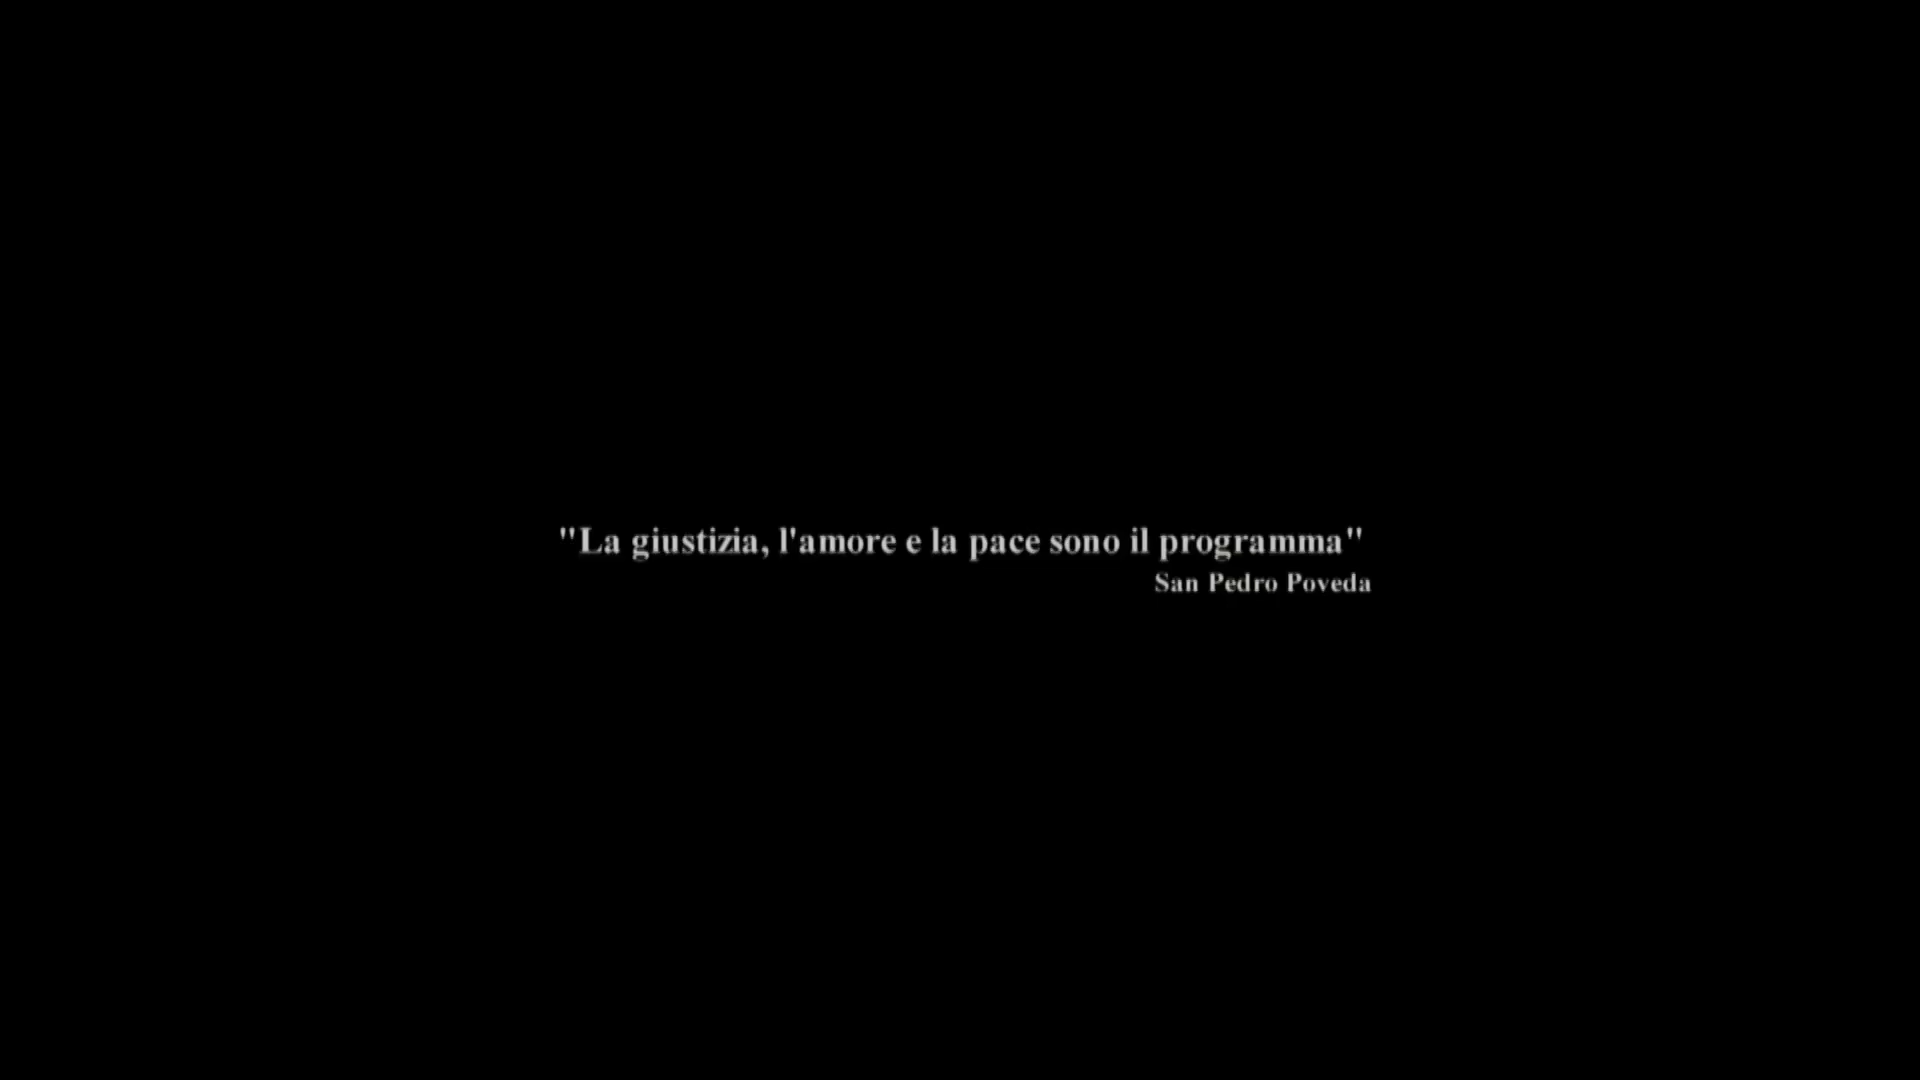 "La giustizia, l'amore e la pace sono il programma"
San Pedro Poveda